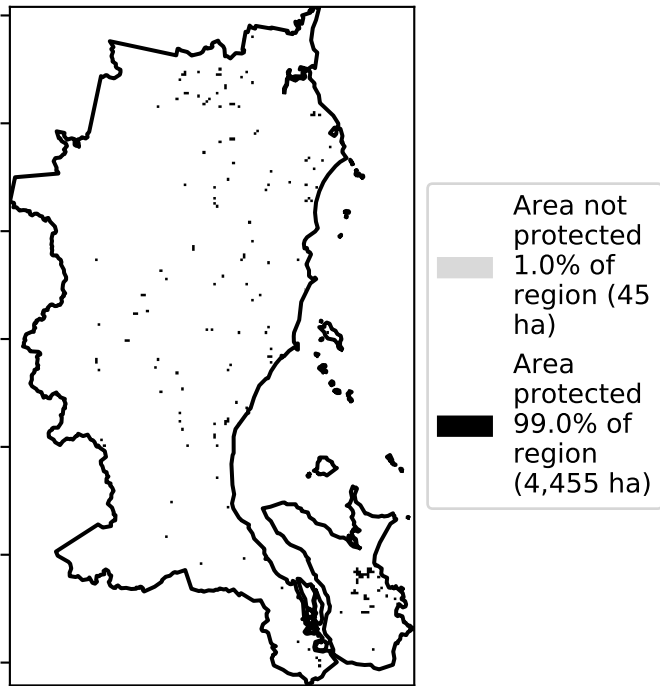 Area not
protected
1.0% of
region (45
ha)
Area
protected
99.0% of
region
(4,455 ha)